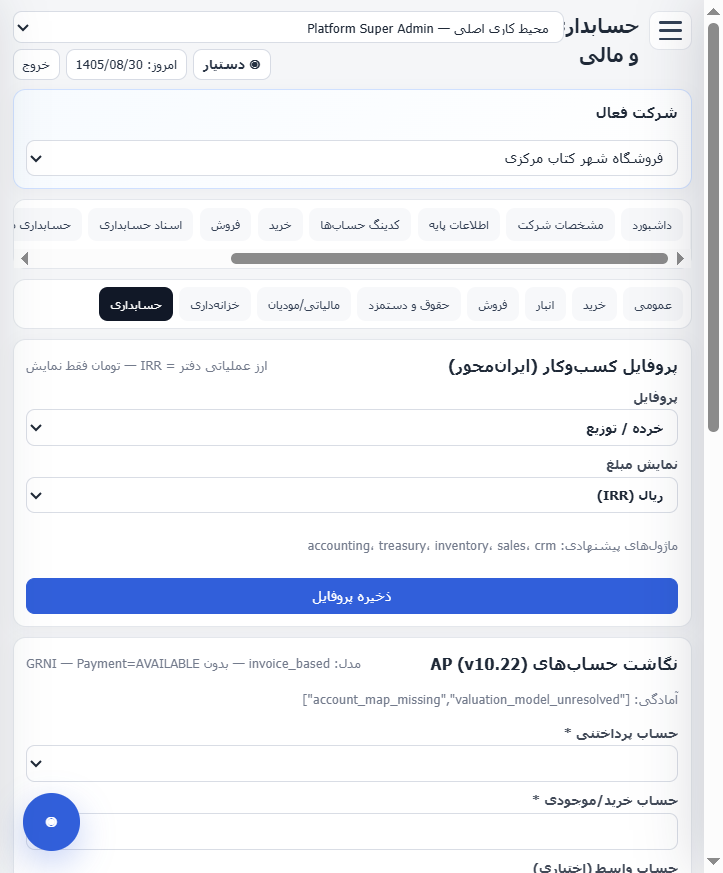 حسابداری
و مالی
محیط کاری اصلی — Platform Super Admin
دستیار
امروز: 1405/08/30
خروج
شرکت فعال
فروشگاه شهر کتاب مرکزی
داشبورد
مشخصات شرکت
اطلاعات پایه
کدینگ حساب‌ها
خرید
فروش
اسناد حسابداری
حسابداری
عمومی
خرید
انبار
فروش
حقوق و دستمزد
مالیاتی/مودیان
خزانه‌داری
حسابداری
پروفایل کسب‌وکار (ایران‌محور)
ارز عملیاتی دفتر = IRR — تومان فقط نمایش
پروفایل
خرده / توزیع
نمایش مبلغ
ریال (IRR)
ماژول‌های پیشنهادی: accounting، treasury، inventory، sales، crm
ذخیره پروفایل
نگاشت حساب‌های AP (v10.22)
مدل: invoice_based — بدون GRNI — Payment=AVAILABLE
آمادگی: ["account_map_missing","valuation_model_unresolved"]
حساب پرداختنی *
حساب خرید/موجودی *
حساب واسط (اختیاری)